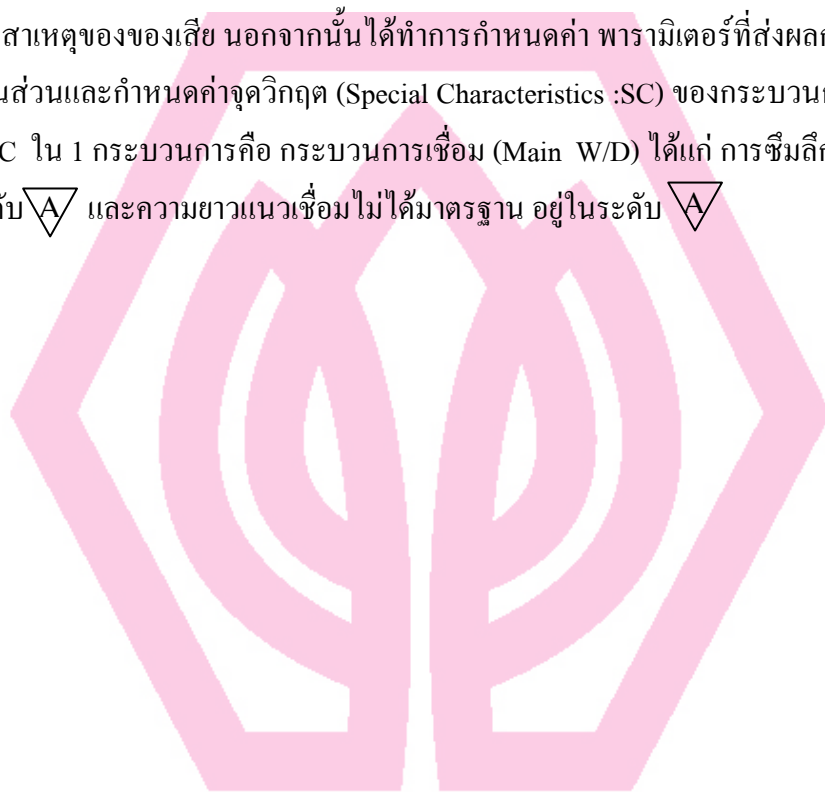 สาเหตุของของเสีย นอกจากนั้นได้ทำการกำหนดค่า พารามิเตอร์ที่ส่งผล
ส่วนและกำหนดค่าจุดวิกฤต (Special Characteristics :SC) ของกระบวน
C ใน 1 กระบวนการคือ กระบวนการเชื่อม (Main W/D) ได้แก่ การซึมลึก
A และความยาวแนวเชื่อมไม่ได้มาตรฐาน อยู่ในระดับ A